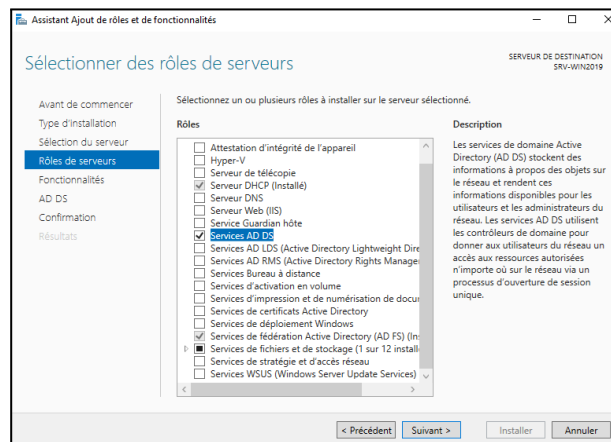 Assistant Ajout de rôles et de fonctionnalités
Sélectionner des rôles de serveurs
SERVEUR DE DESTINATION
SRV-WIN2019
Avant de commencer
Type d'installation
Sélection du serveur
Rôles de serveurs
Fonctionnalités
AD DS
Confirmation
Résultats
Sélectionnez un ou plusieurs rôles à installer sur le serveur sélectionné.
Rôles
Attestation d'intégrité de l'appareil
Hyper-V
Serveur de télécopie
Serveur DHCP (Installé)
Serveur DNS
Serveur Web (IIS)
Service Guardian hôte
Services AD DS
Services AD LDS (Active Directory Lightweight Dire
Services AD RMS (Active Directory Rights Manage
Services Bureau à distance
Services d'activation en volume
Services d'impression et de numérisation de docu
Services de certificats Active Directory
Services de déploiement Windows
Services de fédération Active Directory (AD FS) (In
Services de fichiers et de stockage (1 sur 12 install
Services de stratégie et d'accès réseau
Services WSUS (Windows Server Update Services)
Description
Les services de domaine Active
Directory (AD DS) stockent des
informations à propos des objets sur
le réseau et rendent ces
informations disponibles pour les
utilisateurs et les administrateurs du
réseau. Les services AD DS utilisent
les contrôleurs de domaine pour
donner aux utilisateurs du réseau un
accès aux ressources autorisées
n'importe où sur le réseau via un
processus d'ouverture de session
unique.
< Précédent
Suivant >
Installer
Annuler